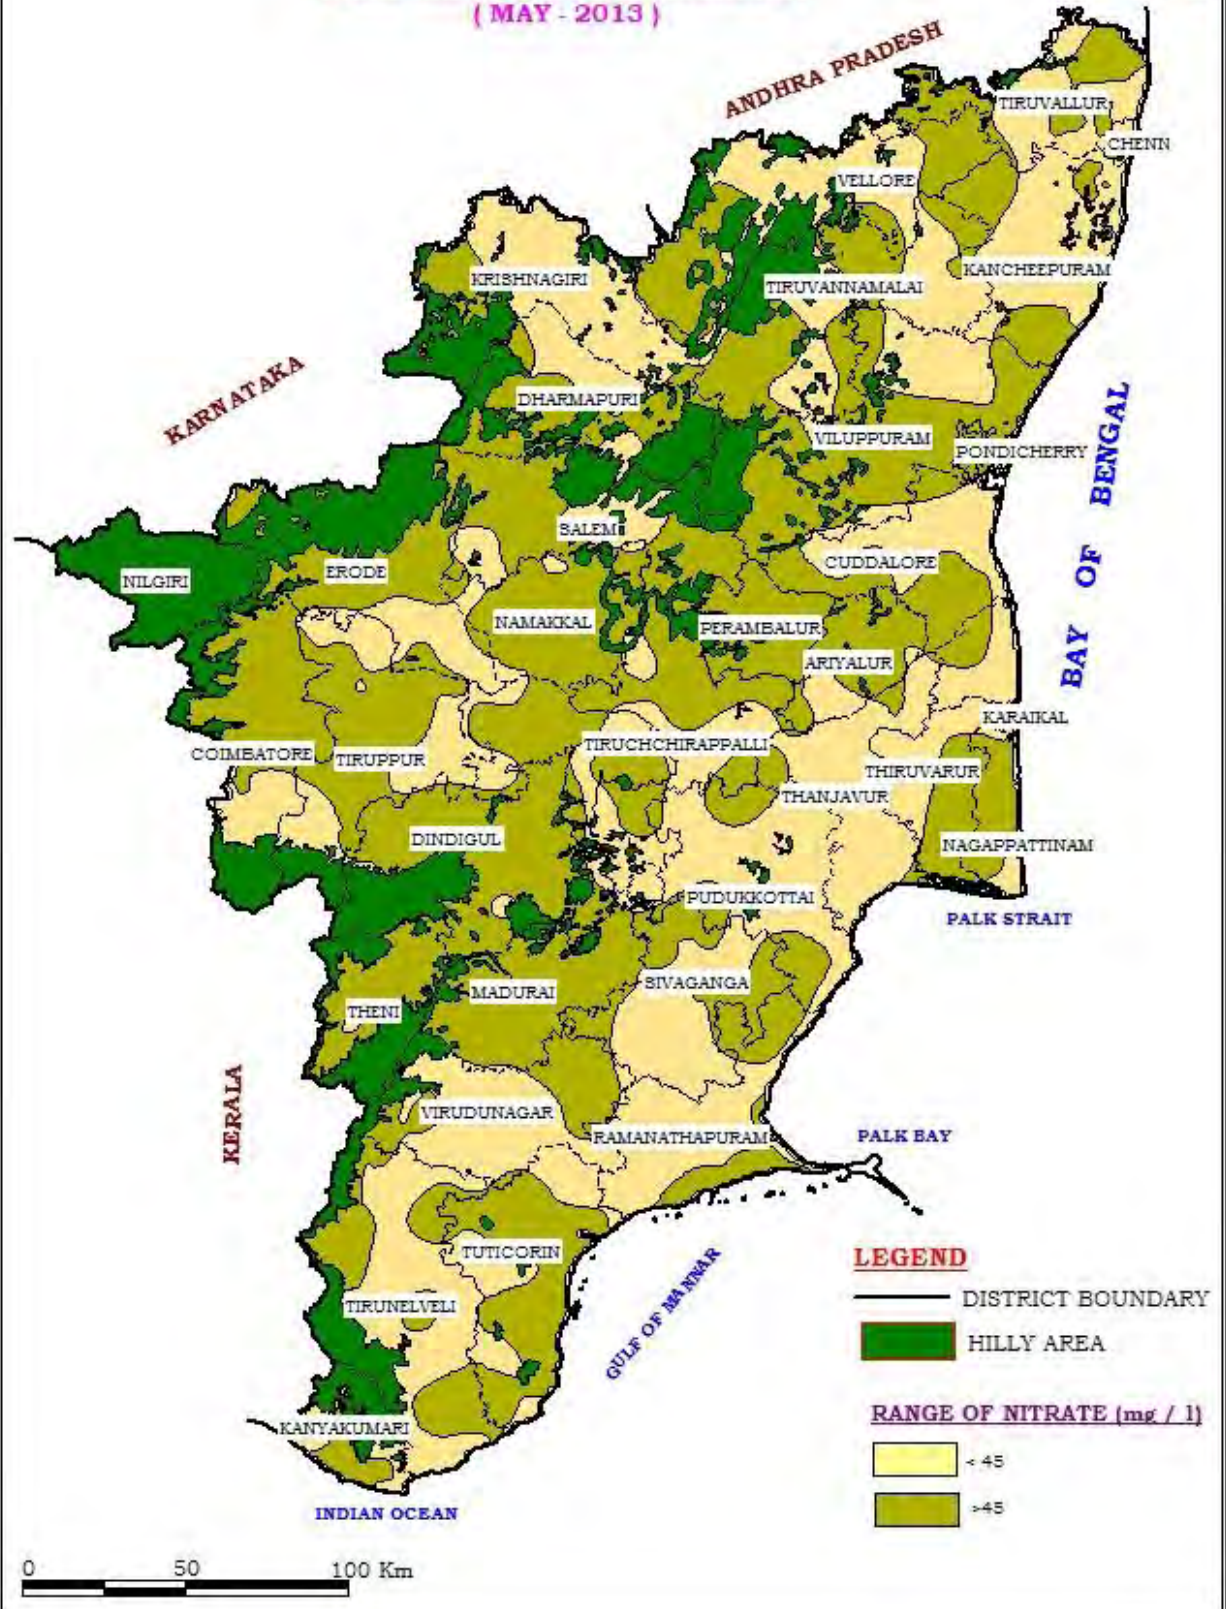 ( MAY - 2013 )
ANDHRA PRADESH
TIRUVALLUR
CHENN
VELLORE
KRISHNAGIRI
KANCHEEPURAM
TIRUVANNAMALAI
KARNATAKA
DHARMAPURI
VILUPPURAM
PONDICHERRY
BAY OF BENGAL
SALEM
CUDDALORE
NILGIRI
ERODE
NAMAKKAL
PERAMBALUR
ARIYALUR
KARAIKAL
COIMBATORE
TIRUPPUR
TIRUCHCHIRAPPALLI
THIRUVARUR
THANJAVUR
DINDIGUL
NAGAPPATTINAM
PUDUKKOTTAI
PALK STRAIT
MADURAI
SIVAGANGA
THENI
KERALA
VIRUDUNAGAR
RAMANATHAPURAM
PALK BAY
TUTICORIN
GULF OF MANNAR
TIRUNELVELI
KANYAKUMARI
INDIAN OCEAN
LEGEND
DISTRICT BOUNDARY
HILLY AREA
RANGE OF NITRATE (mg / l)
< 45
>45
0 50 100 Km